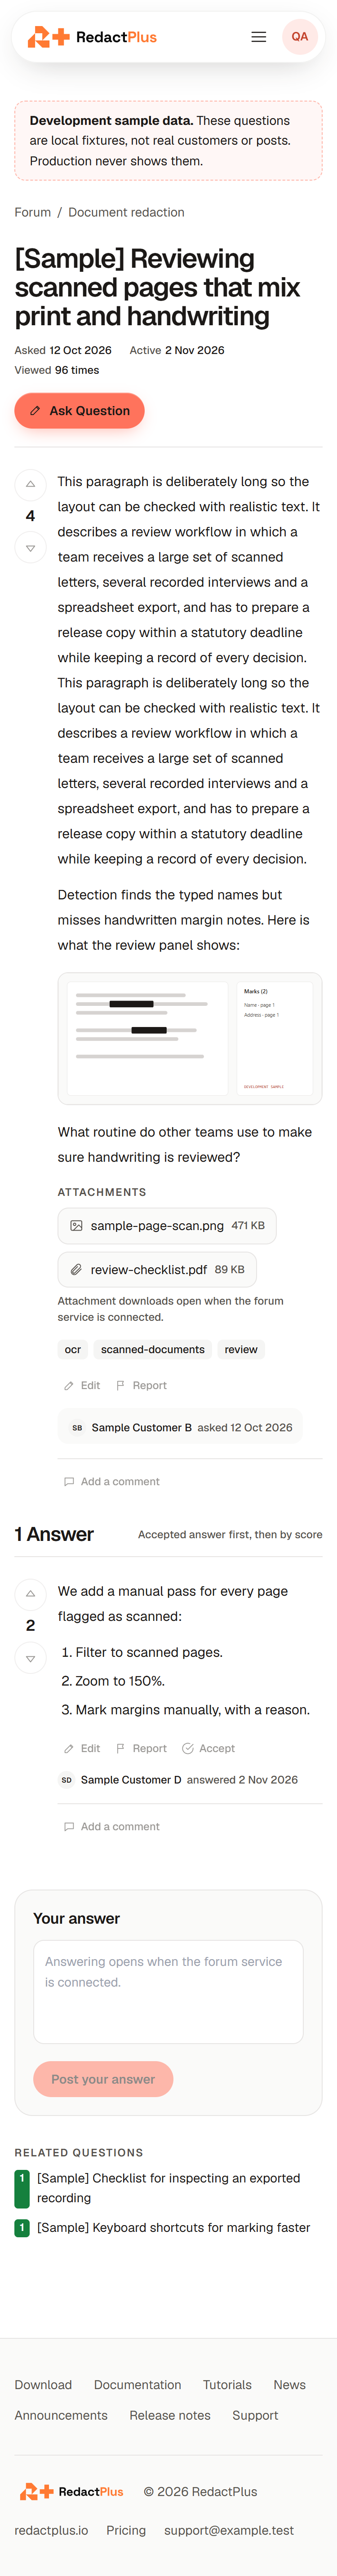 RedactPlus
QA
Development sample data. These questions
are local fixtures, not real customers or posts.
Production never shows them.
Forum / Document redaction
[Sample] Reviewing
scanned pages that mix
print and handwriting
Asked 12 Oct 2026 Active 2 Nov 2026
Viewed 96 times
Ask Question
This paragraph is deliberately long so the
layout can be checked with realistic text. It
describes a review workflow in which a
team receives a large set of scanned
letters, several recorded interviews and a
spreadsheet export, and has to prepare a
release copy within a statutory deadline
while keeping a record of every decision.
This paragraph is deliberately long so the
layout can be checked with realistic text. It
describes a review workflow in which a
team receives a large set of scanned
letters, several recorded interviews and a
spreadsheet export, and has to prepare a
release copy within a statutory deadline
while keeping a record of every decision.
4
Detection finds the typed names but
misses handwritten margin notes. Here is
what the review panel shows:
Marks (2)
Name · page 1
Address · page 1
DEVELOPMENT SAMPLE
What routine do other teams use to make
sure handwriting is reviewed?
ATTACHMENTS
sample-page-scan.png 471 KB
review-checklist.pdf 89 KB
Attachment downloads open when the forum
service is connected.
ocr scanned-documents review
Edit Report
SB Sample Customer B asked 12 Oct 2026
Add a comment
1 Answer Accepted answer first, then by score
We add a manual pass for every page
flagged as scanned:
2
1. Filter to scanned pages.
2. Zoom to 150%.
3. Mark margins manually, with a reason.
Edit Report Accept
SD Sample Customer D answered 2 Nov 2026
Add a comment
Your answer
Answering opens when the forum service
is connected.
Post your answer
RELATED QUESTIONS
1 [Sample] Checklist for inspecting an exported
recording
1 [Sample] Keyboard shortcuts for marking faster
Download Documentation Tutorials News
Announcements Release notes Support
RedactPlus © 2026 RedactPlus
redactplus.io Pricing support@example.test